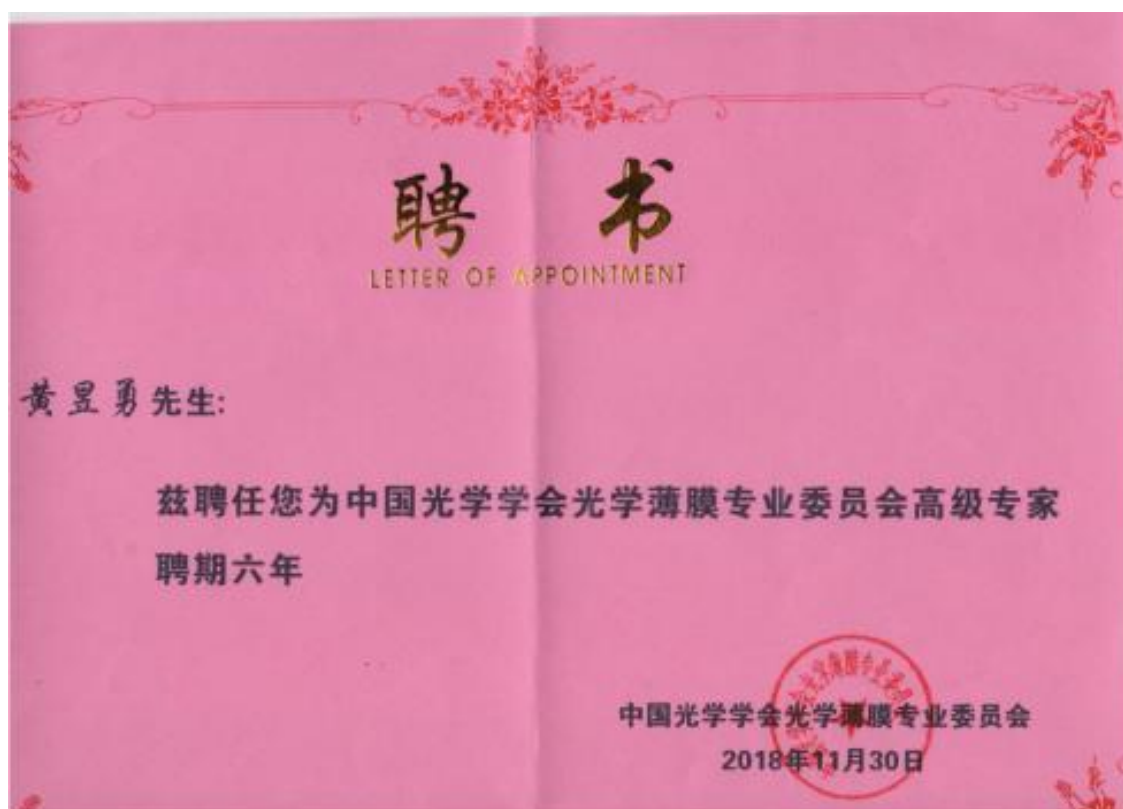 聘 书
LETTER OF APPOINTMENT
黄昱勇先生:
兹聘任您为中国光学学会光学薄膜专业委员会高级专家
聘期六年
中国光学学会光学薄膜专业委员会
2018年11月30日